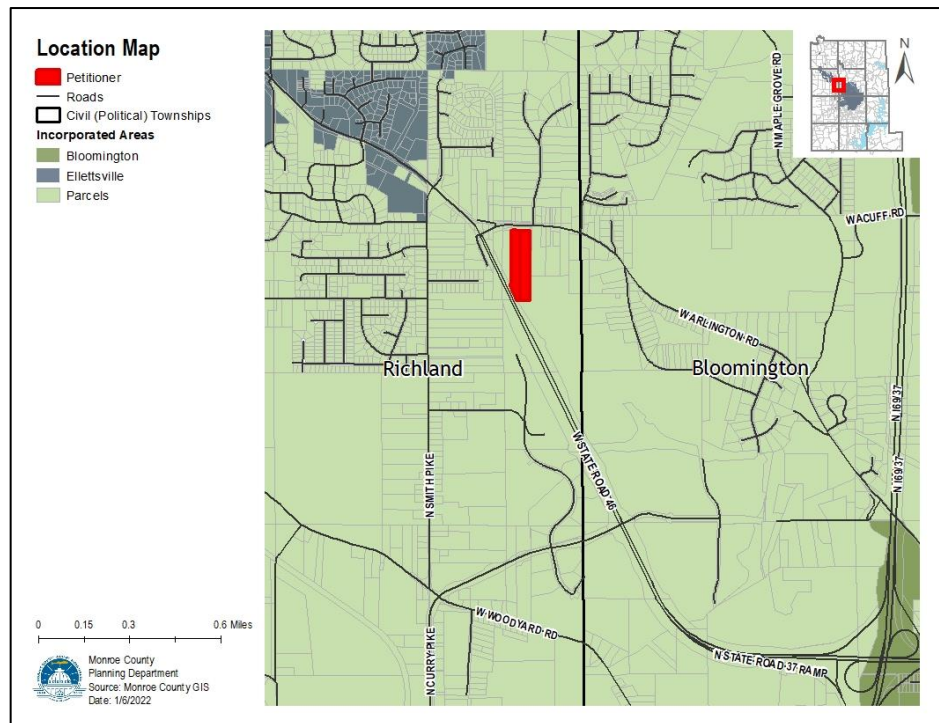 Location Map
Petitioner
Roads
Civil (Political) Townships
Incorporated Areas
Bloomington
Ellettsville
Parcels
N
N MAPLE GROVE RD
W ACUFF RD
W ARLINGTON RD
Richland
Bloomington
N I69/37
N I69/37
W STATE ROAD 46
N SMITH PIKE
W WOODYARD RD
N CURRY PIKE
N STATE ROAD 37 RAMP
0 0.15 0.3 0.6 Miles
Monroe County
Planning Department
Source: Monroe County GIS
Date: 1/6/2022